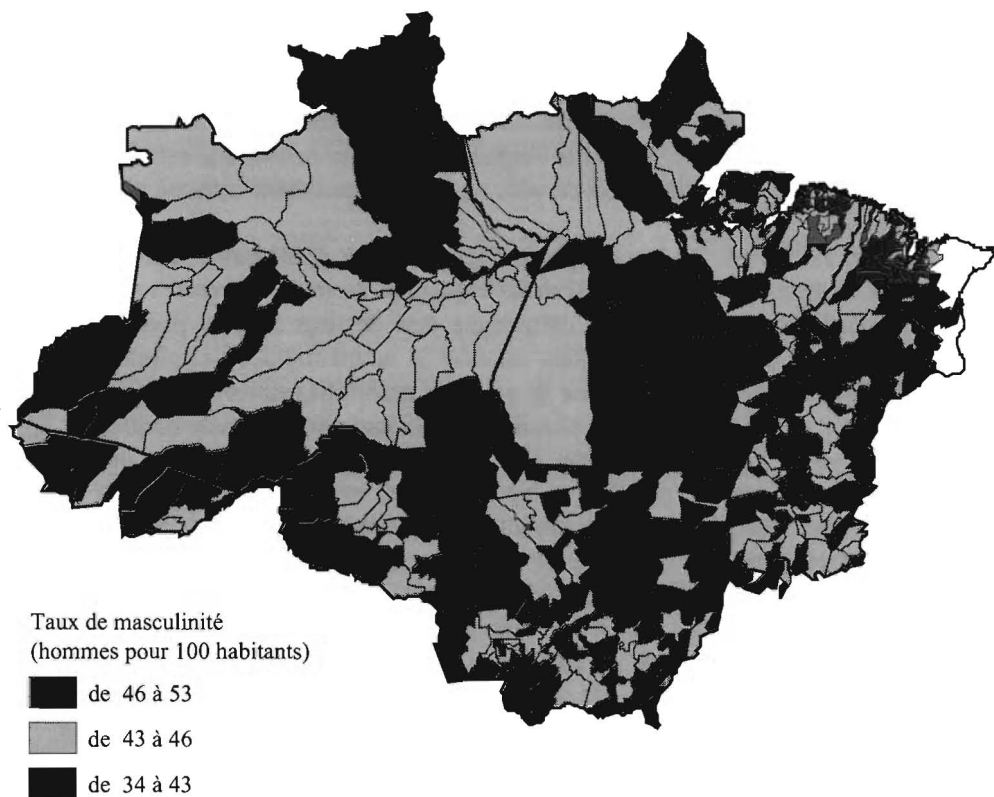 Taux de masculinité
(hommes pour 100 habitants)
de 46 à 53
de 43 à 46
de 34 à 43